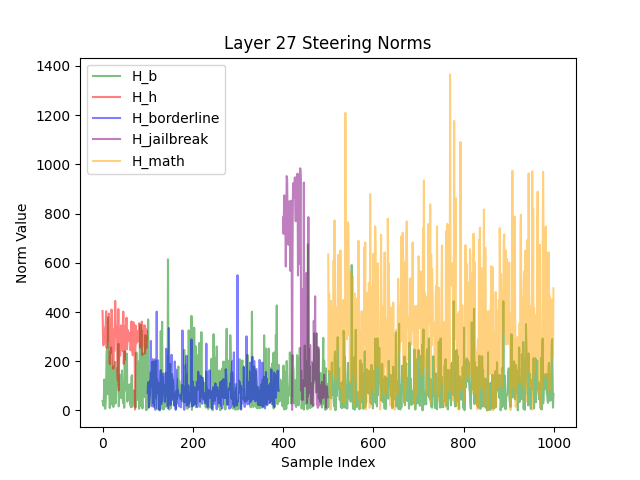 Layer 27 Steering Norms
H_b
H_h
H_borderline
H_jailbreak
H_math
1400
1200
1000
800
600
400
200
0
Norm Value
0 200 400 600 800 1000
Sample Index